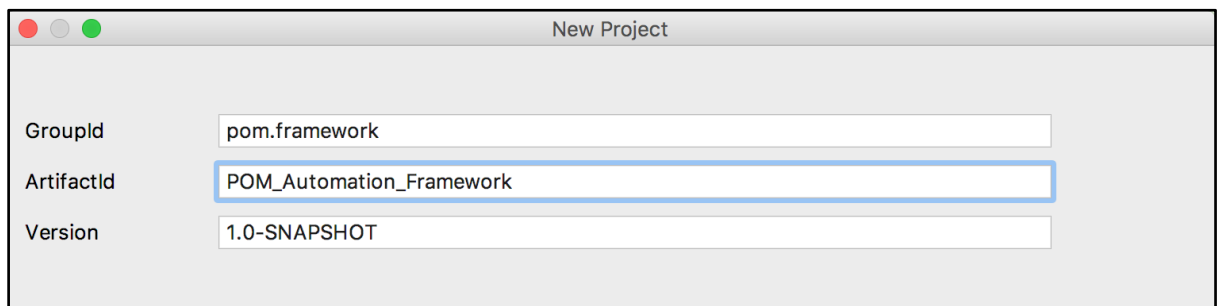 New Project
GroupId pom.framework
ArtifactId POM_Automation_Framework
Version 1.0-SNAPSHOT